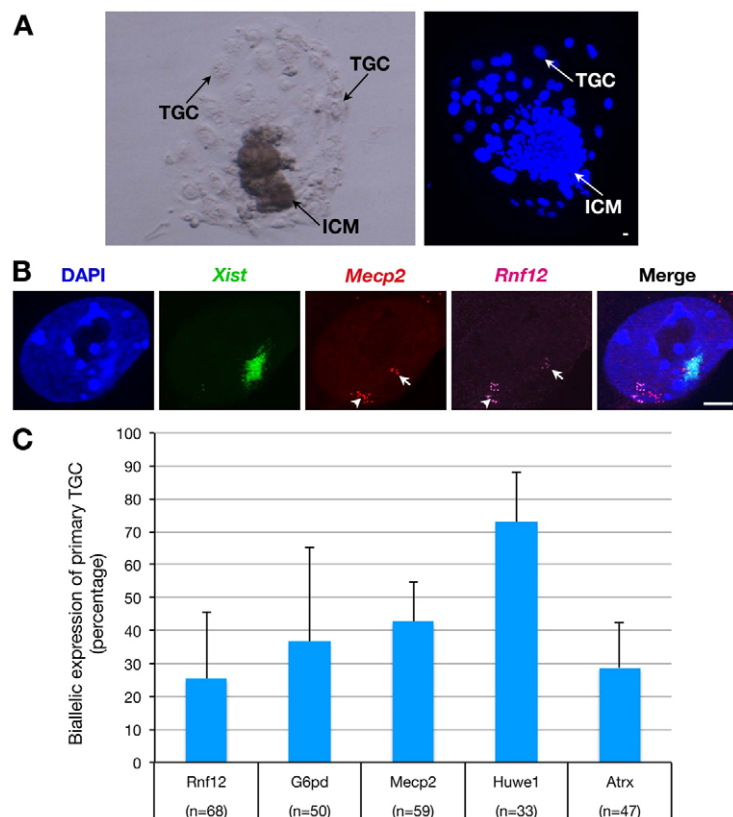 A
TGC
TGC
ICM
TGC
ICM
B
DAPI
Xist
Mecp2
Rnf12
Merge
C
Biallelic expression of primary TGC
(percentage)
100
90
80
70
60
50
40
30
20
10
0
Rnf12 G6pd Mecp2 Huwe1 Atrx
(n=68) (n=50) (n=59) (n=33) (n=47)